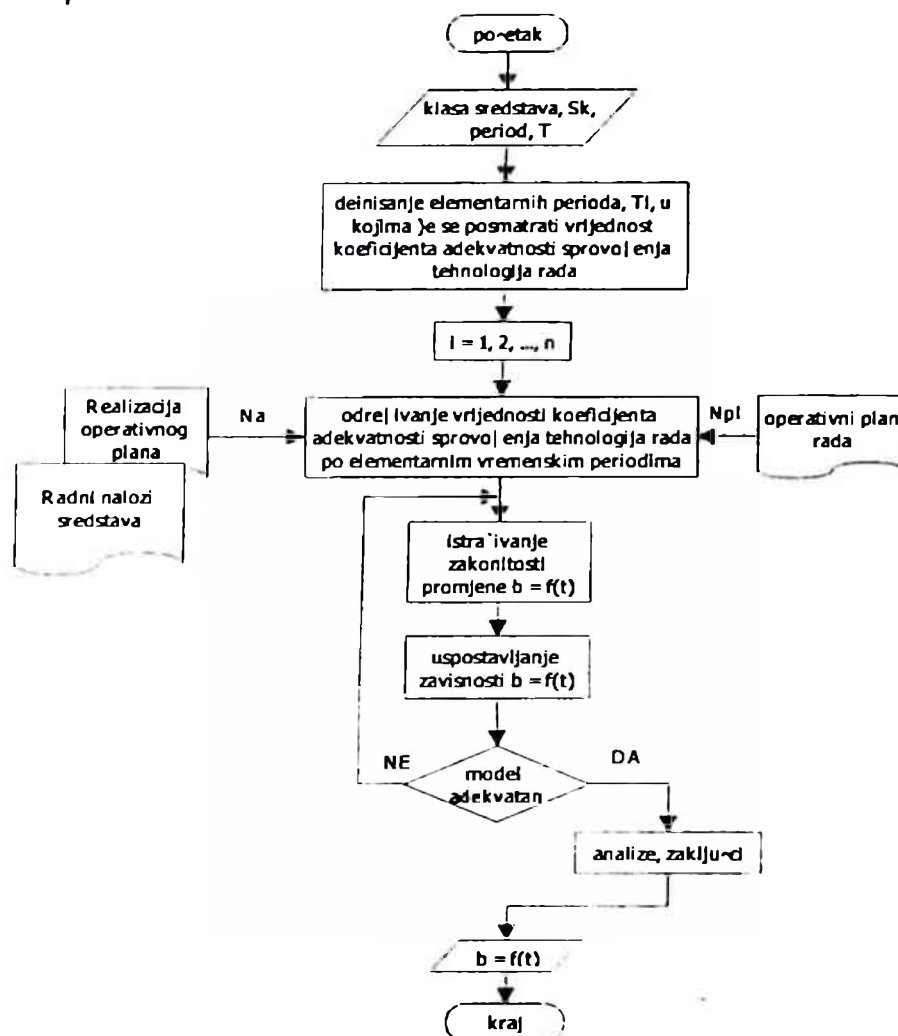 po~etak
klasa sredstava, Sk,
period, T
deinisanje elementarnih perioda, Ti, u
kojima }e se posmatrati vrijednost
koeficijenta adekvatnosti sprovo|enja
tehnologija rada
i = 1, 2, ..., n
Realizacija
operativnog
plana
Na
odre|ivanje vrijednosti koeficijenta
adekvatnosti sprovo|enja tehnologija rada
po elementarnim vremenskim periodima
Npl
operativni plan
rada
Radni nalozi
sredstava
istra`ivanje
zakonitosti
promjene b = f(t)
uspostavljanje
zavisnosti b = f(t)
NE
DA
model
adekvatan
analize, zaklju~ci
b = f(t)
kraj